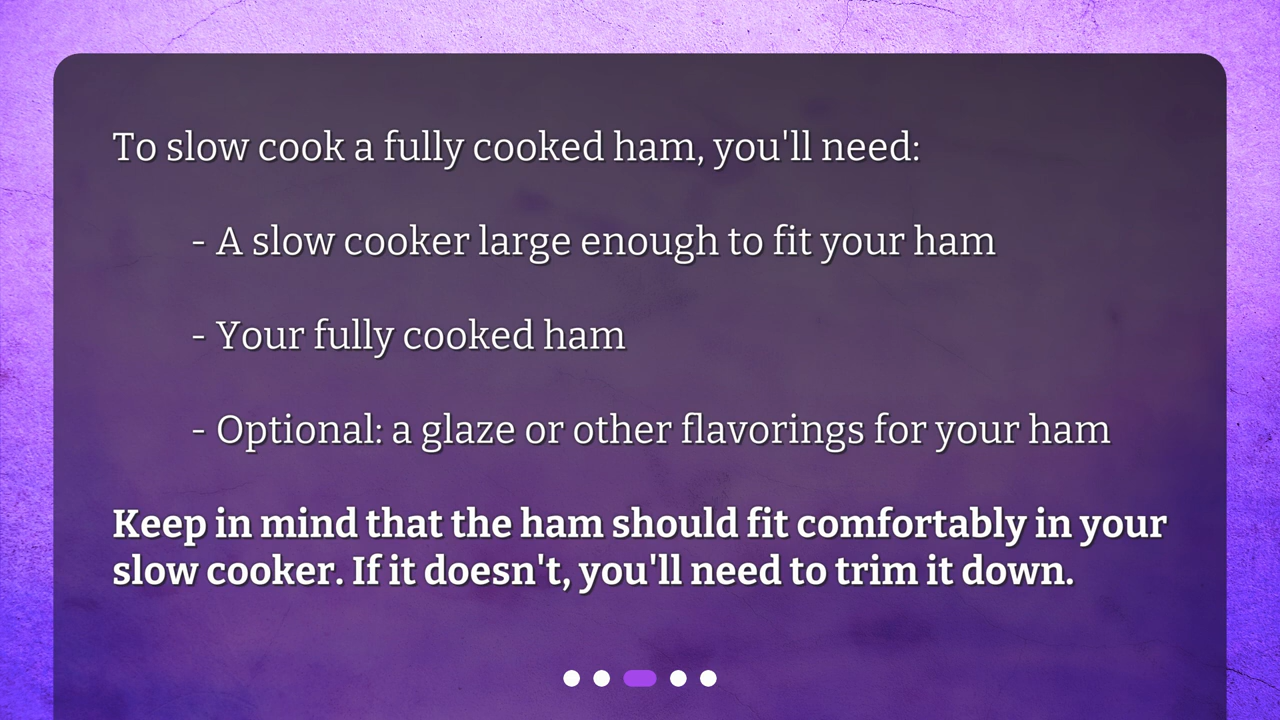 To slow cook a fully cooked ham, you'll need:
- A slow cooker large enough to fit your ham
- Your fully cooked ham
- Optional: a glaze or other flavorings for your ham
Keep in mind that the ham should fit comfortably in your
slow cooker. If it doesn't, you'll need to trim it down.